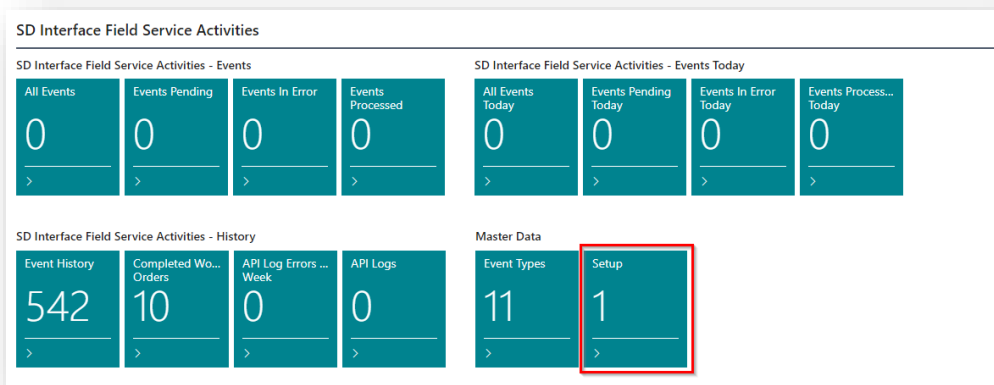 SD Interface Field Service Activities
SD Interface Field Service Activities - Events
All Events
0
Events Pending
0
Events In Error
0
Events
Processed
0
SD Interface Field Service Activities - Events Today
All Events
Today
0
Events Pending
Today
0
Events In Error
Today
0
Events Process...
Today
0
SD Interface Field Service Activities - History
Event History
542
Completed Wo...
Orders
10
API Log Errors ...
Week
0
API Logs
0
Master Data
Event Types
11
Setup
1